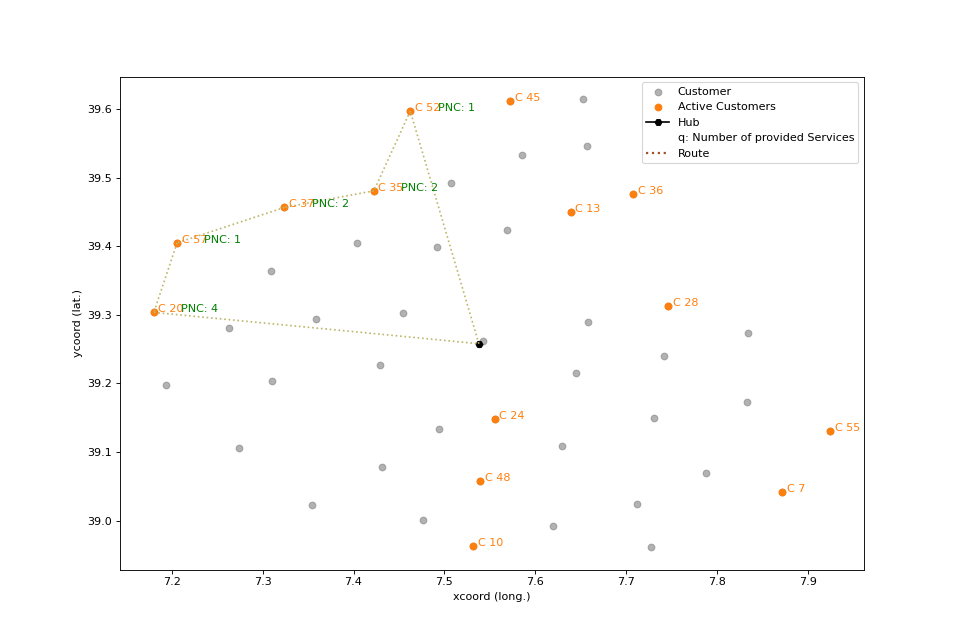 Customer
Active Customers
Hub
q: Number of provided Services
Route
C 45
C 52 PNC: 1
C 36
C 35 PNC: 2
C 37 PNC: 2
C 13
C 57 PNC: 1
C 20 PNC: 4
C 28
C 24
C 55
C 48
C 7
C 10
39.6
39.5
39.4
39.3
39.2
39.1
39.0
ycoord (lat.)
7.2 7.3 7.4 7.5 7.6 7.7 7.8 7.9
xcoord (long.)